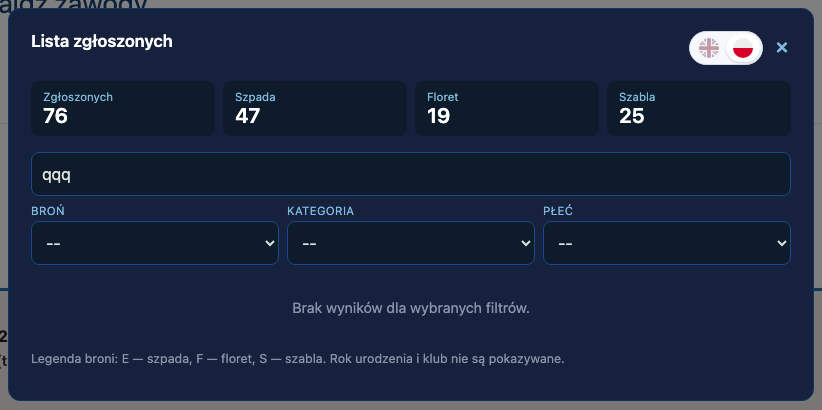 Lista zgłoszonych
×
Zgłoszonych
76
Szpada
47
Floret
19
Szabla
25
qqq
BROŃ
KATEGORIA
PŁEĆ
--
--
--
Brak wyników dla wybranych filtrów.
Legenda broni: E — szpada, F — floret, S — szabla. Rok urodzenia i klub nie są pokazywane.